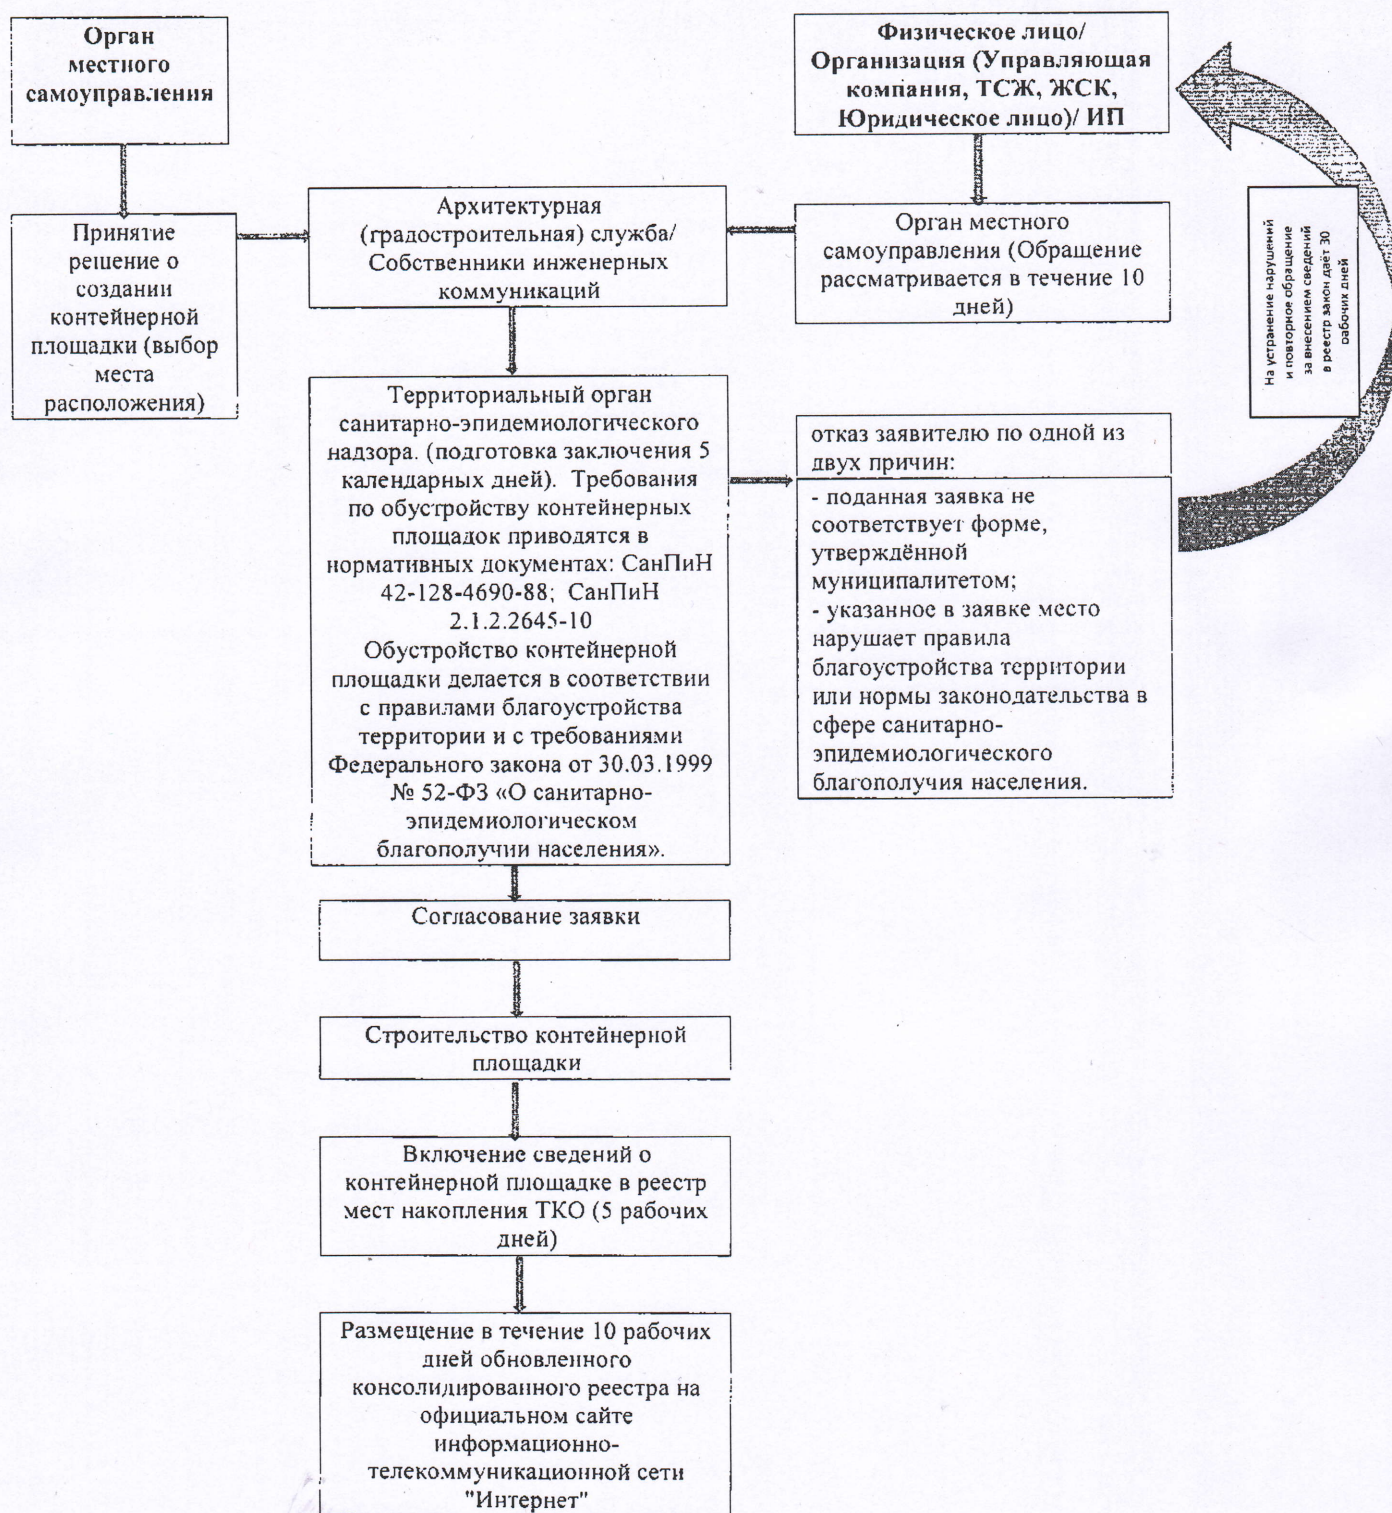 Орган
местного
самоуправления
Физическое лицо/
Организация (Управляющая
компания, ТСЖ, ЖСК,
Юридическое лицо)/ ИП
Принятие
решение о
создании
контейнерной
площадки (выбор
места
расположения)
Архитектурная
(градостроительная) служба/
Собственники инженерных
коммуникаций
Орган местного
самоуправления (Обращение
рассматривается в течение 10
дней)
На устранение нарушений
и повторное обращение
за внесением сведений
в реестр закон даёт 30
рабочих дней
Территориальный орган
санитарно-эпидемиологического
надзора. (подготовка заключения 5
календарных дней). Требования
по обустройству контейнерных
площадок приводятся в
нормативных документах: СанПиН
42-128-4690-88; СанПиН
2.1.2.2645-10
Обустройство контейнерной
площадки делается в соответствии
с правилами благоустройства
территории и с требованиями
Федерального закона от 30.03.1999
№ 52-ФЗ «О санитарно-
эпидемиологическом
благополучии населения».
отказ заявителю по одной из
двух причин:
- поданная заявка не
соответствует форме,
утверждённой
муниципалитетом;
- указанное в заявке место
нарушает правила
благоустройства территории
или нормы законодательства в
сфере санитарно-
эпидемиологического
благополучия населения.
Согласование заявки
Строительство контейнерной
площадки
Включение сведений о
контейнерной площадке в реестр
мест накопления ТКО (5 рабочих
дней)
Размещение в течение 10 рабочих
дней обновленного
консолидированного реестра на
официальном сайте
информационно-
телекоммуникационной сети
"Интернет"